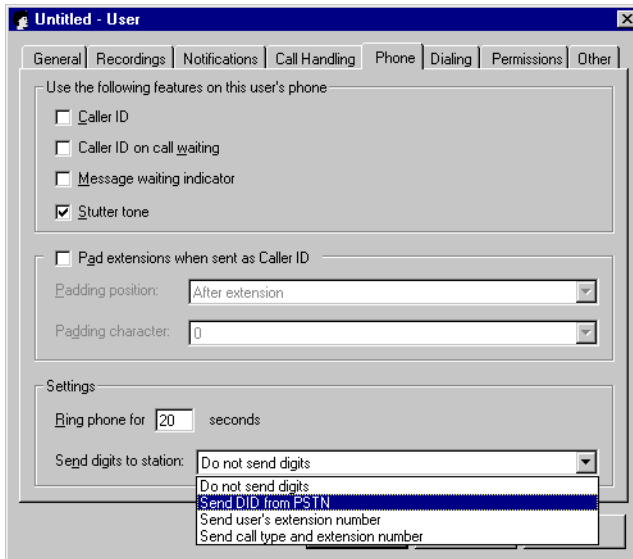 Untitled - User
General Recordings Notifications Call Handling Phone Dialing Permissions Other
Use the following features on this user's phone
Caller ID
Caller ID on call waiting
Message waiting indicator
Stutter tone
Pad extensions when sent as Caller ID
Padding position: After extension
Padding character: 0
Settings
Ring phone for 20 seconds
Send digits to station: Do not send digits
Do not send digits
Send DID from PSTN
Send user's extension number
Send call type and extension number